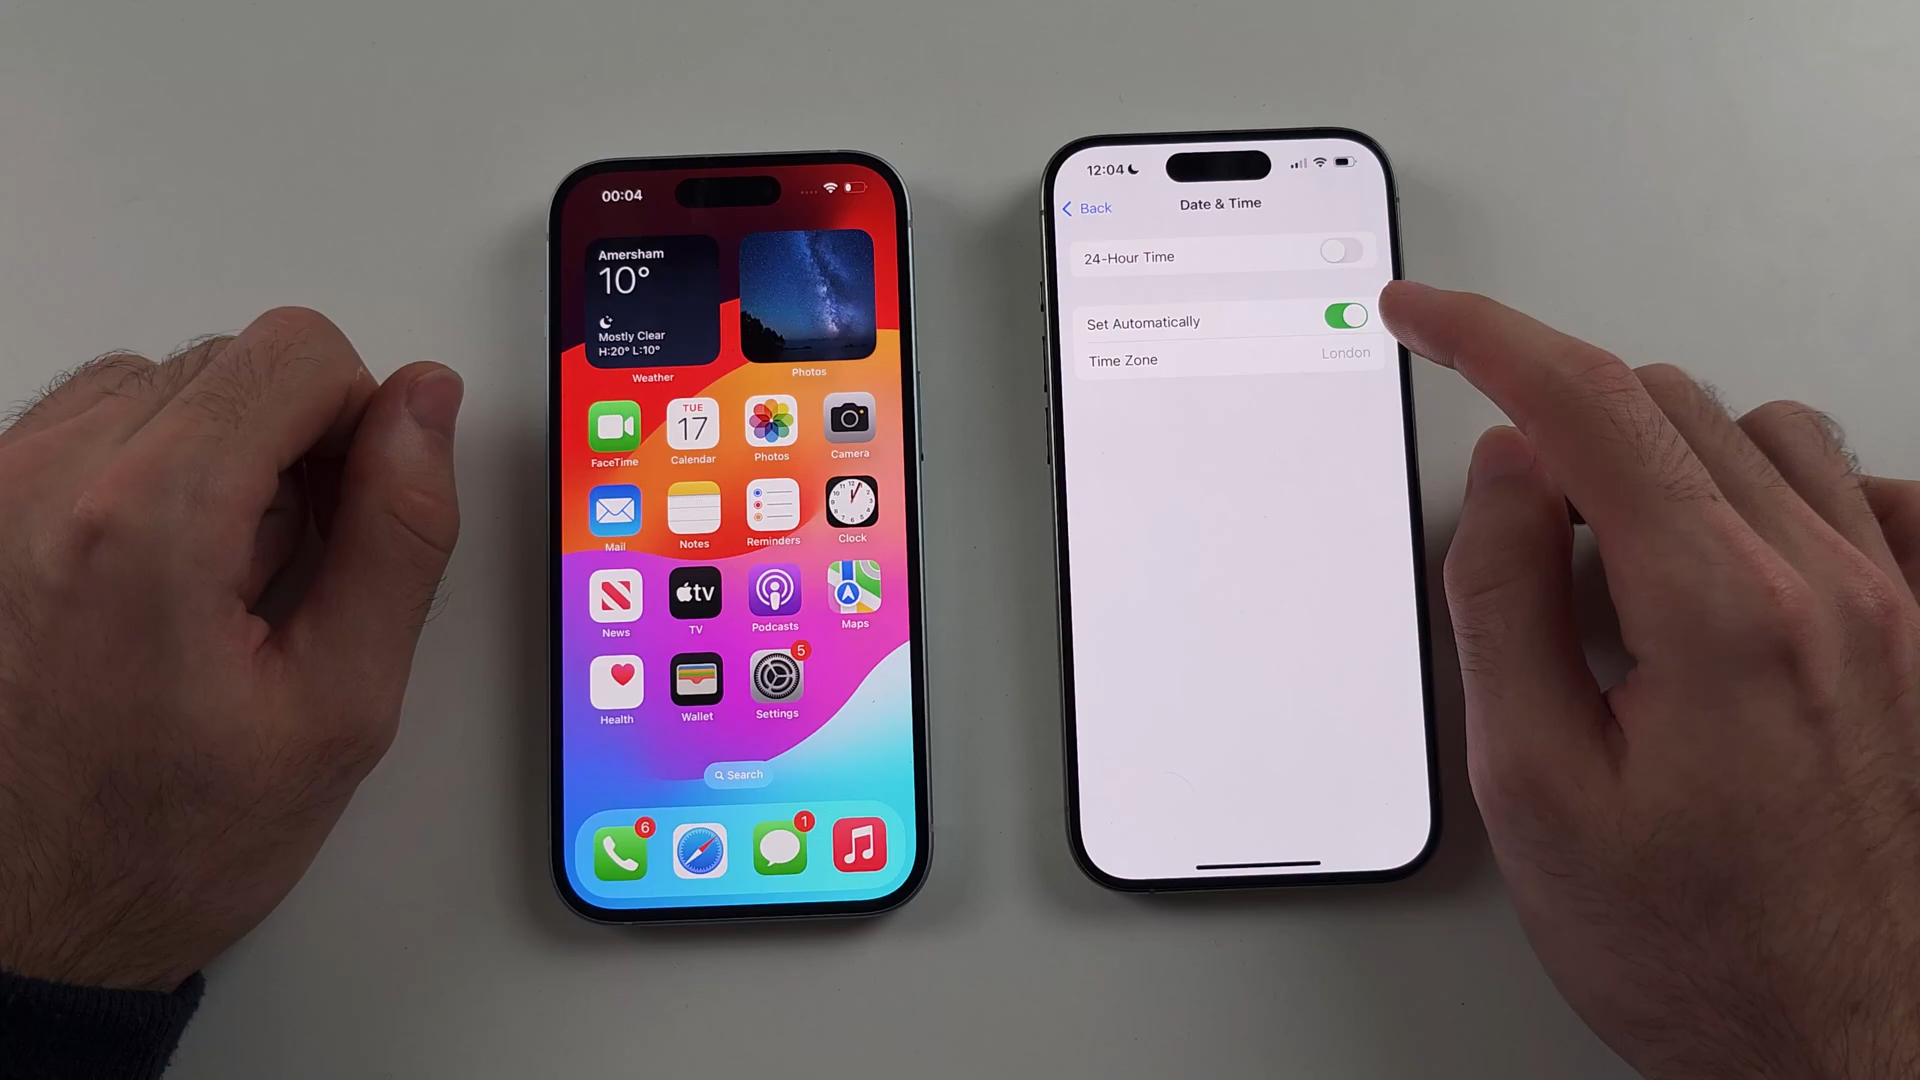 00:04
Amersham
10°
Mostly Clear
H:20° L:10°
Weather
Photos
FaceTime
TUE
17
Calendar
Photos
Camera
Mail
Notes
Reminders
Clock
News
tv
TV
Podcasts
Maps
Health
Wallet
5
Settings
Search
6
1
12:04
Back
Date & Time
24-Hour Time
Set Automatically
Time Zone
London